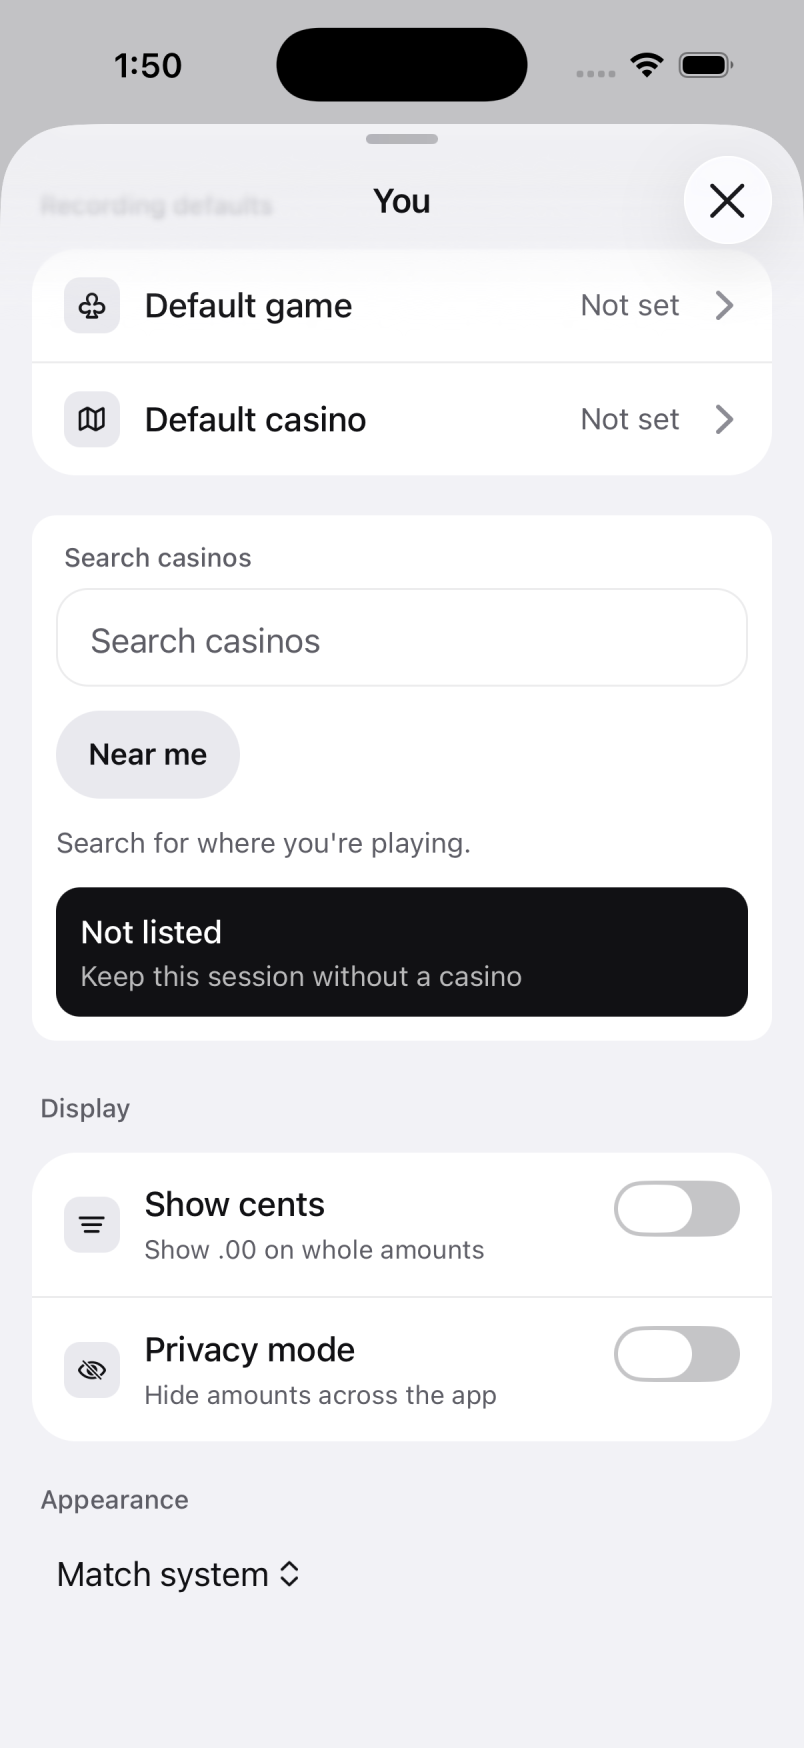 1:50
Recording defaults
You
Default game
Not set
Default casino
Not set
Search casinos
Search casinos
Near me
Search for where you're playing.
Not listed
Keep this session without a casino
Display
Show cents
Show .00 on whole amounts
Privacy mode
Hide amounts across the app
Appearance
Match system